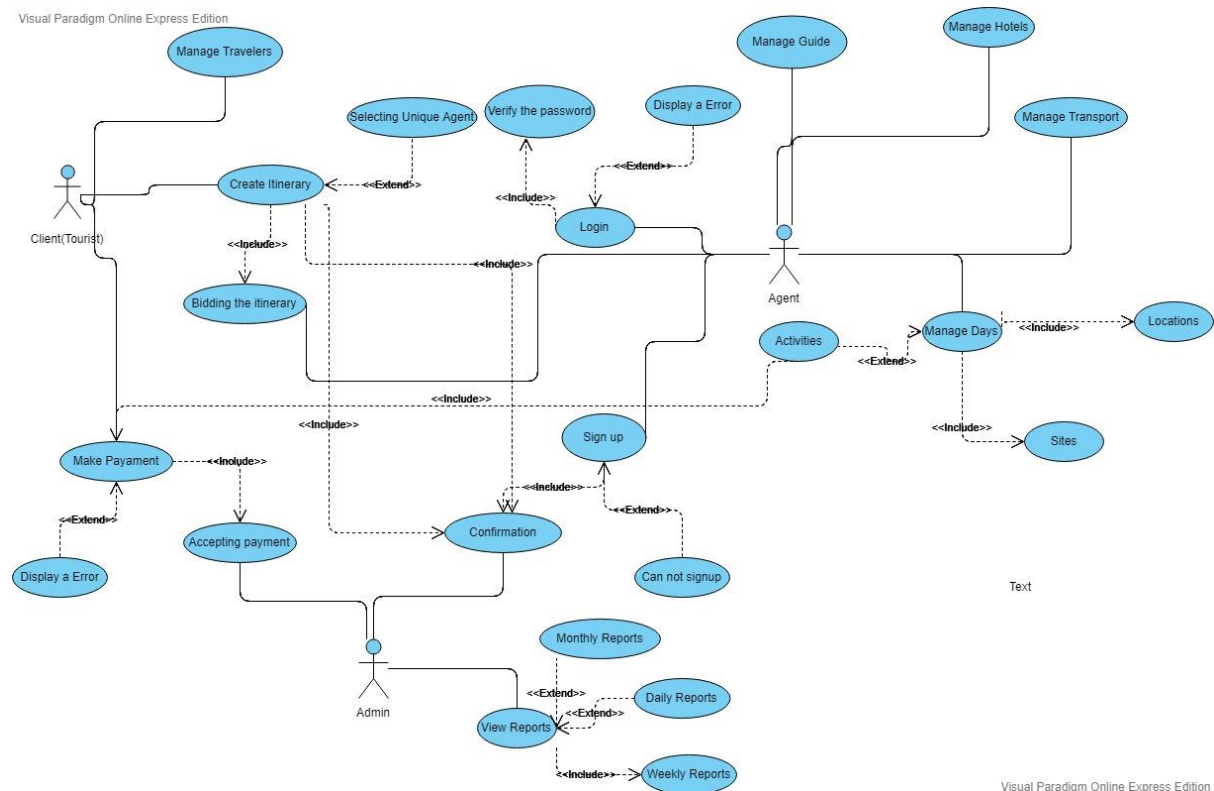 Visual Paradigm Online Express Edition
Manage Travelers
Manage Guide
Manage Hotels
Selecting Unique Agent
Verify the password
Display a Error
Manage Transport
<<Extend>>
Create Itinerary
<<Extend>>
<<Include>>
Client(Tourist)
Login
<<Include>>
<<Include>>
Agent
Bidding the itinerary
Activities
Manage Days
<<Include>>
Locations
<<Extend>>
<<Include>>
<<Include>>
Sign up
<<Include>>
Sites
Make Payament
<<Include>>
<<Include>>
<<Extend>>
<<Extend>>
Accepting payment
Confirmation
Display a Error
Can not signup
Text
Monthly Reports
Admin
<<Extend>>
Daily Reports
<<Extend>>
View Reports
<<Include>>
Weekly Reports
Visual Paradigm Online Express Edition